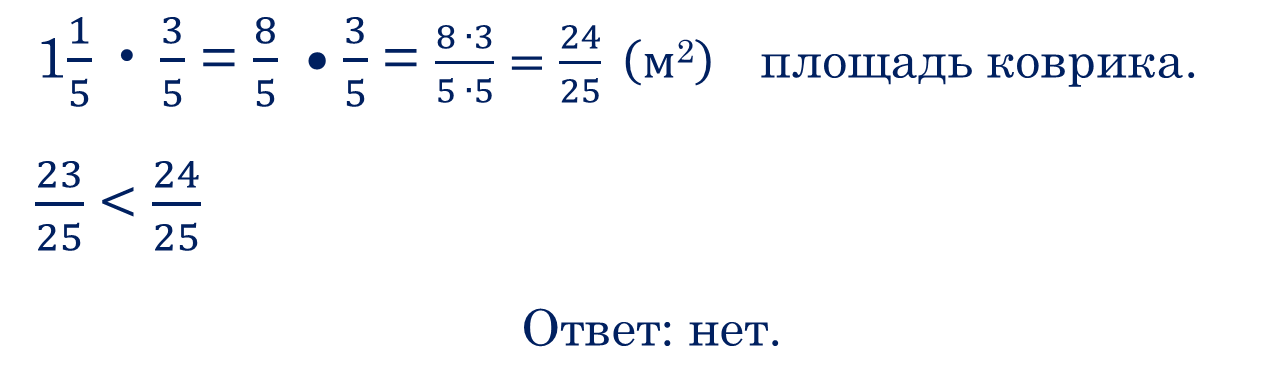 1 1/5 · 3/5 = 8/5 • 3/5 = 8 · 3/5 · 5 = 24/25 (м²) площадь коврика.
23/25 < 24/25
Ответ: нет.